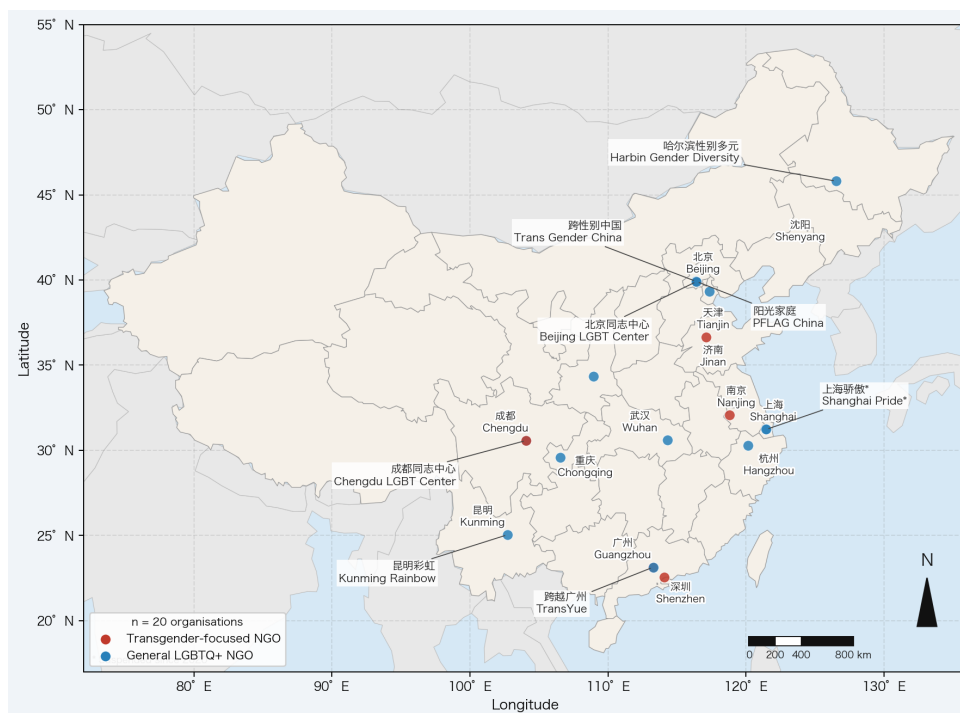 55° N
50° N
45° N
40° N
35° N
30° N
25° N
20° N
Latitude
哈尔滨性别多元
Harbin Gender Diversity
跨性别中国
Trans Gender China
沈阳
Shenyang
北京
Beijing
北京同志中心
Beijing LGBT Center
阳光家庭
PFLAG China
天津
Tianjin
济南
Jinan
南京
Nanjing
上海
Shanghai
上海骄傲*
Shanghai Pride*
成都
Chengdu
武汉
Wuhan
杭州
Hangzhou
重庆
Chongqing
成都同志中心
Chengdu LGBT Center
昆明
Kunming
昆明彩虹
Kunming Rainbow
广州
Guangzhou
跨越广州
TransYue
深圳
Shenzhen
N
n = 20 organisations
Transgender-focused NGO
General LGBTQ+ NGO
0 200 400 800 km
80° E
90° E
100° E
110° E
120° E
130° E
Longitude